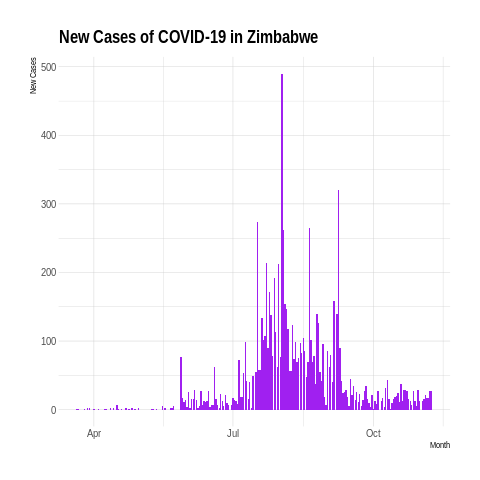 New Cases of COVID-19 in Zimbabwe
New Cases
500
400
300
200
100
0
Apr
Jul
Oct
Month